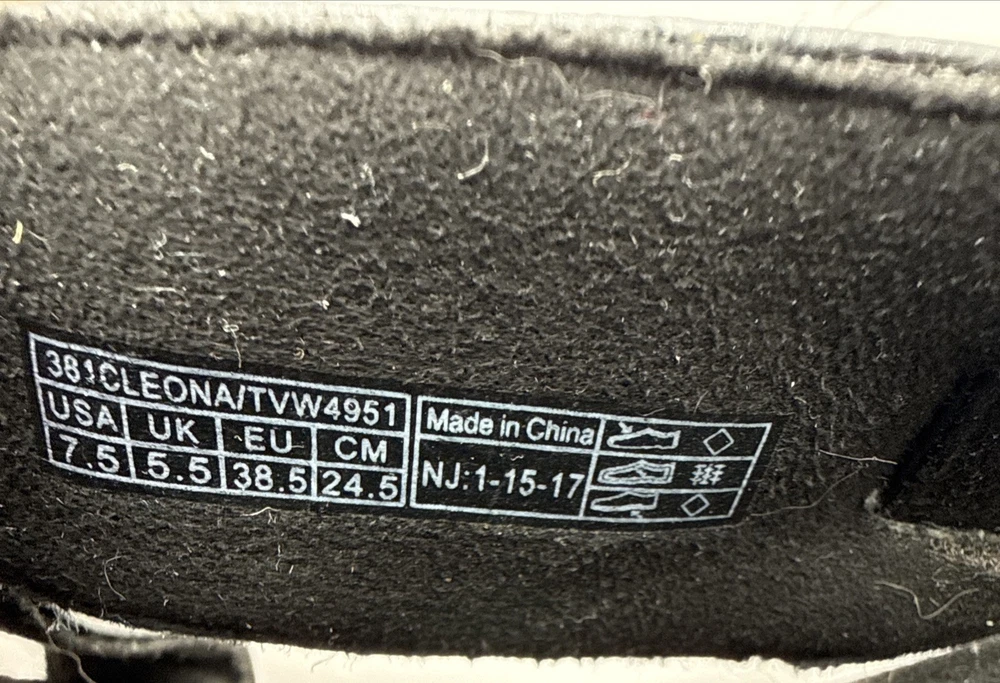 381CLEONA/TVW4951
USA UK EU CM
7.5 5.5 38.5 24.5
Made in China
NJ:1-15-17